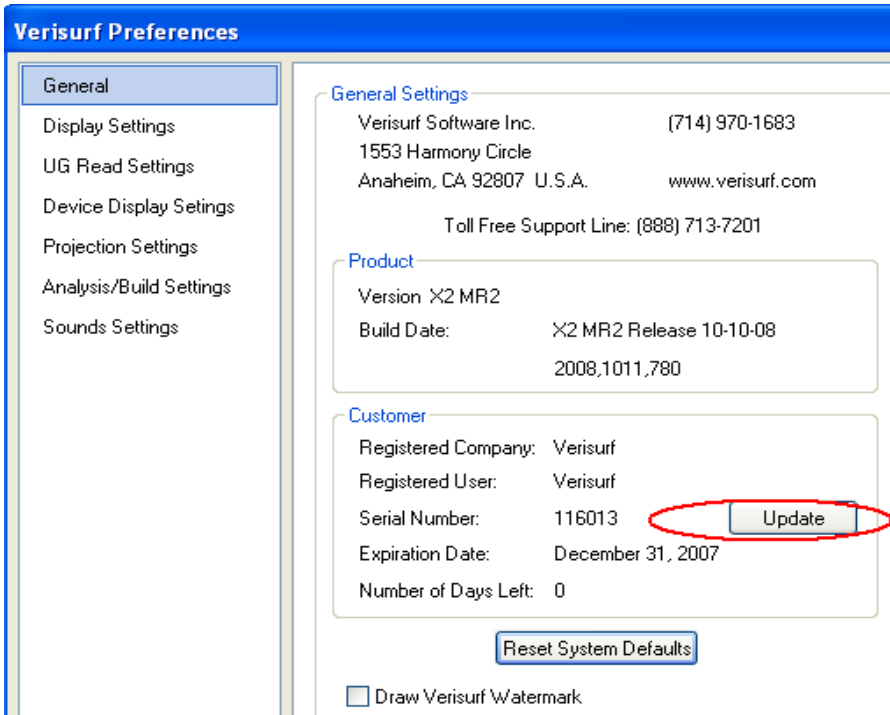 Verisurf Preferences
General
Display Settings
UG Read Settings
Device Display Setings
Projection Settings
Analysis/Build Settings
Sounds Settings
General Settings
Verisurf Software Inc. (714) 970-1683
1553 Harmony Circle
Anaheim, CA 92807 U.S.A. www.verisurf.com
Toll Free Support Line: (888) 713-7201
Product
Version X2 MR2
Build Date: X2 MR2 Release 10-10-08
2008,1011,780
Customer
Registered Company: Verisurf
Registered User: Verisurf
Serial Number: 116013 Update
Expiration Date: December 31, 2007
Number of Days Left: 0
Reset System Defaults
Draw Verisurf Watermark